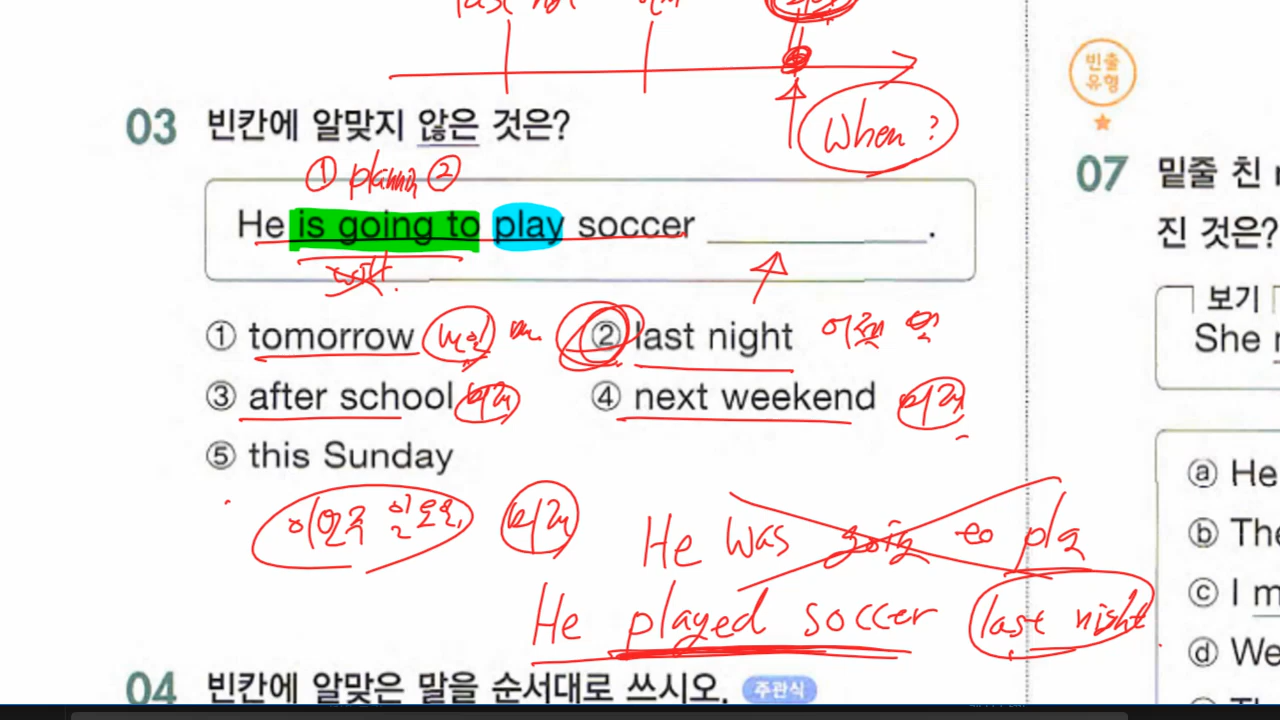 last
빈출
유형
When ?
03 빈칸에 알맞지 않은 것은?
① planning ②
He is going to play soccer ________.
will.
① tomorrow 내일 ② last night 어젯 밤
③ after school 미래 ④ next weekend 미래
⑤ this Sunday
이번주 일요일 미래
He was going to play
He played soccer last night
04 빈칸에 알맞은 말을 순서대로 쓰시오. 주관식
07 밑줄 친
진 것은?
보기
She
ⓐ He
ⓑ The
ⓒ I m
ⓓ We